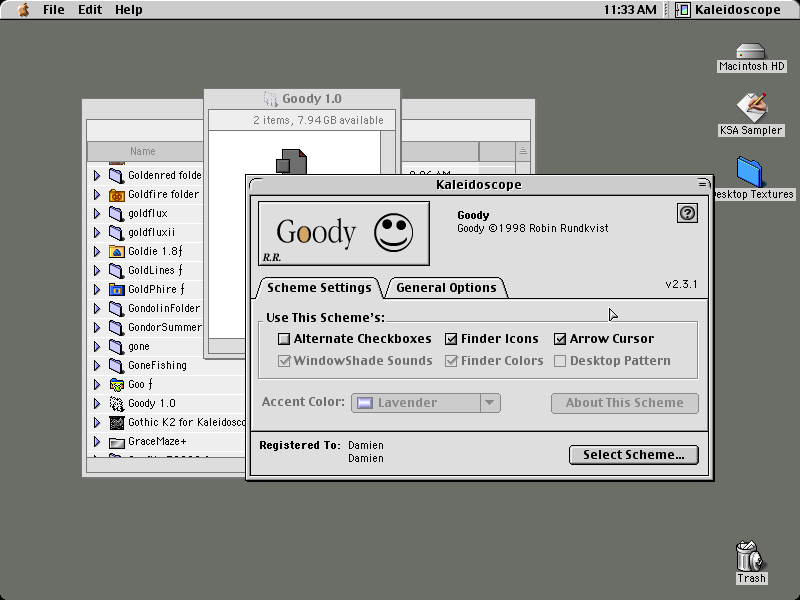 File Edit Help
11:33 AM Kaleidoscope
Macintosh HD
KSA Sampler
esktop Textures
Trash
Goody 1.0
2 items, 7.94 GB available
Name
Goldenred folde
Goldfire folder
goldflux
goldfluxii
Goldie 1.8ƒ
GoldLines ƒ
GoldPhire ƒ
GondolinFolder
GondorSummer
gone
GoneFishing
Goo ƒ
Goody 1.0
Gothic K2 for Kaleidosc
GraceMaze+
Kaleidoscope
Goody
R.R.
Goody
Goody ©1998 Robin Rundkvist
v2.3.1
Scheme Settings General Options
Use This Scheme's:
Alternate Checkboxes Finder Icons Arrow Cursor
WindowShade Sounds Finder Colors Desktop Pattern
Accent Color: Lavender About This Scheme
Registered To: Damien
Damien
Select Scheme...